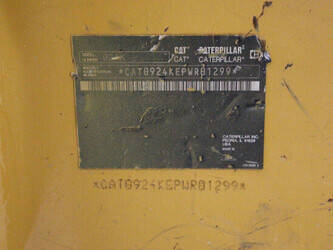 CAT CATERPILLAR
CAT CATERPILLAR
*CAT0924KEPWR01299*
CATERPILLAR INC.
PEORIA, IL 61629
USA
*CAT0924KEPWR01299*